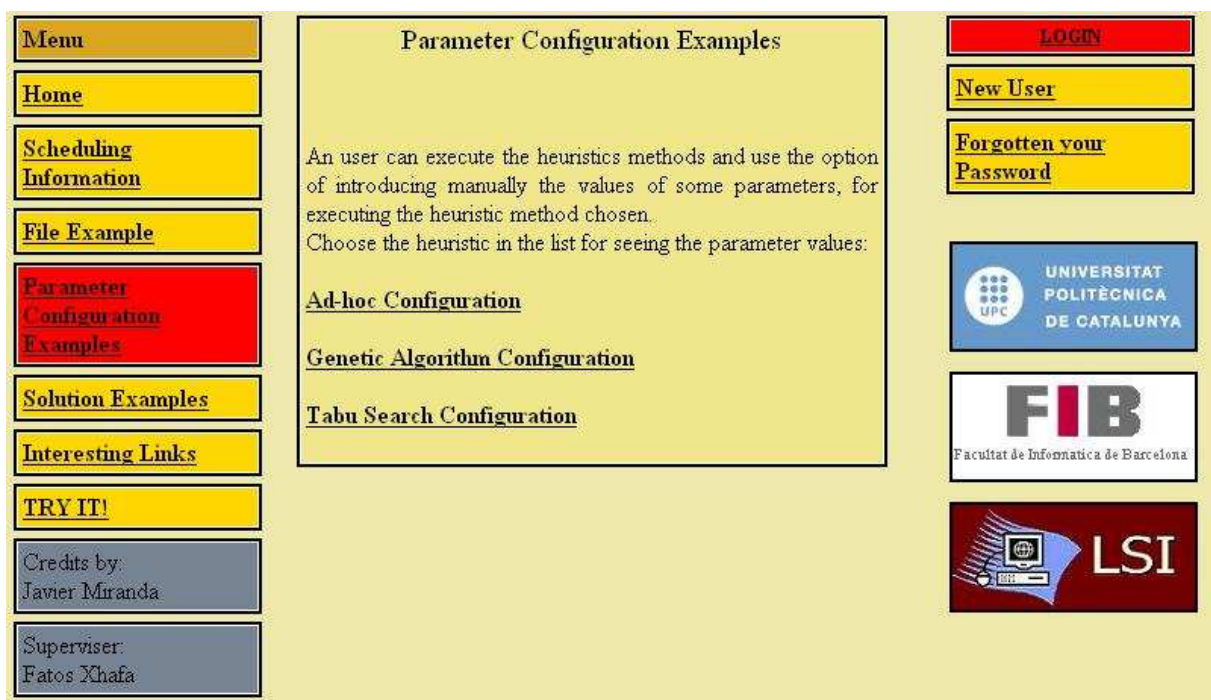 Menu
Home
Scheduling
Information
File Example
Parameter
Configuration
Examples
Solution Examples
Interesting Links
TRY IT!
Credits by:
Javier Miranda
Superviser:
Fatos Xhafa
Parameter Configuration Examples
An user can execute the heuristics methods and use the option
of introducing manually the values of some parameters, for
executing the heuristic method chosen.
Choose the heuristic in the list for seeing the parameter values:
Ad-hoc Configuration
Genetic Algorithm Configuration
Tabu Search Configuration
LOGIN
New User
Forgotten your
Password
UPC
UNIVERSITAT
POLITÈCNICA
DE CATALUNYA
FIB
Facultat de Informatica de Barcelona
LSI